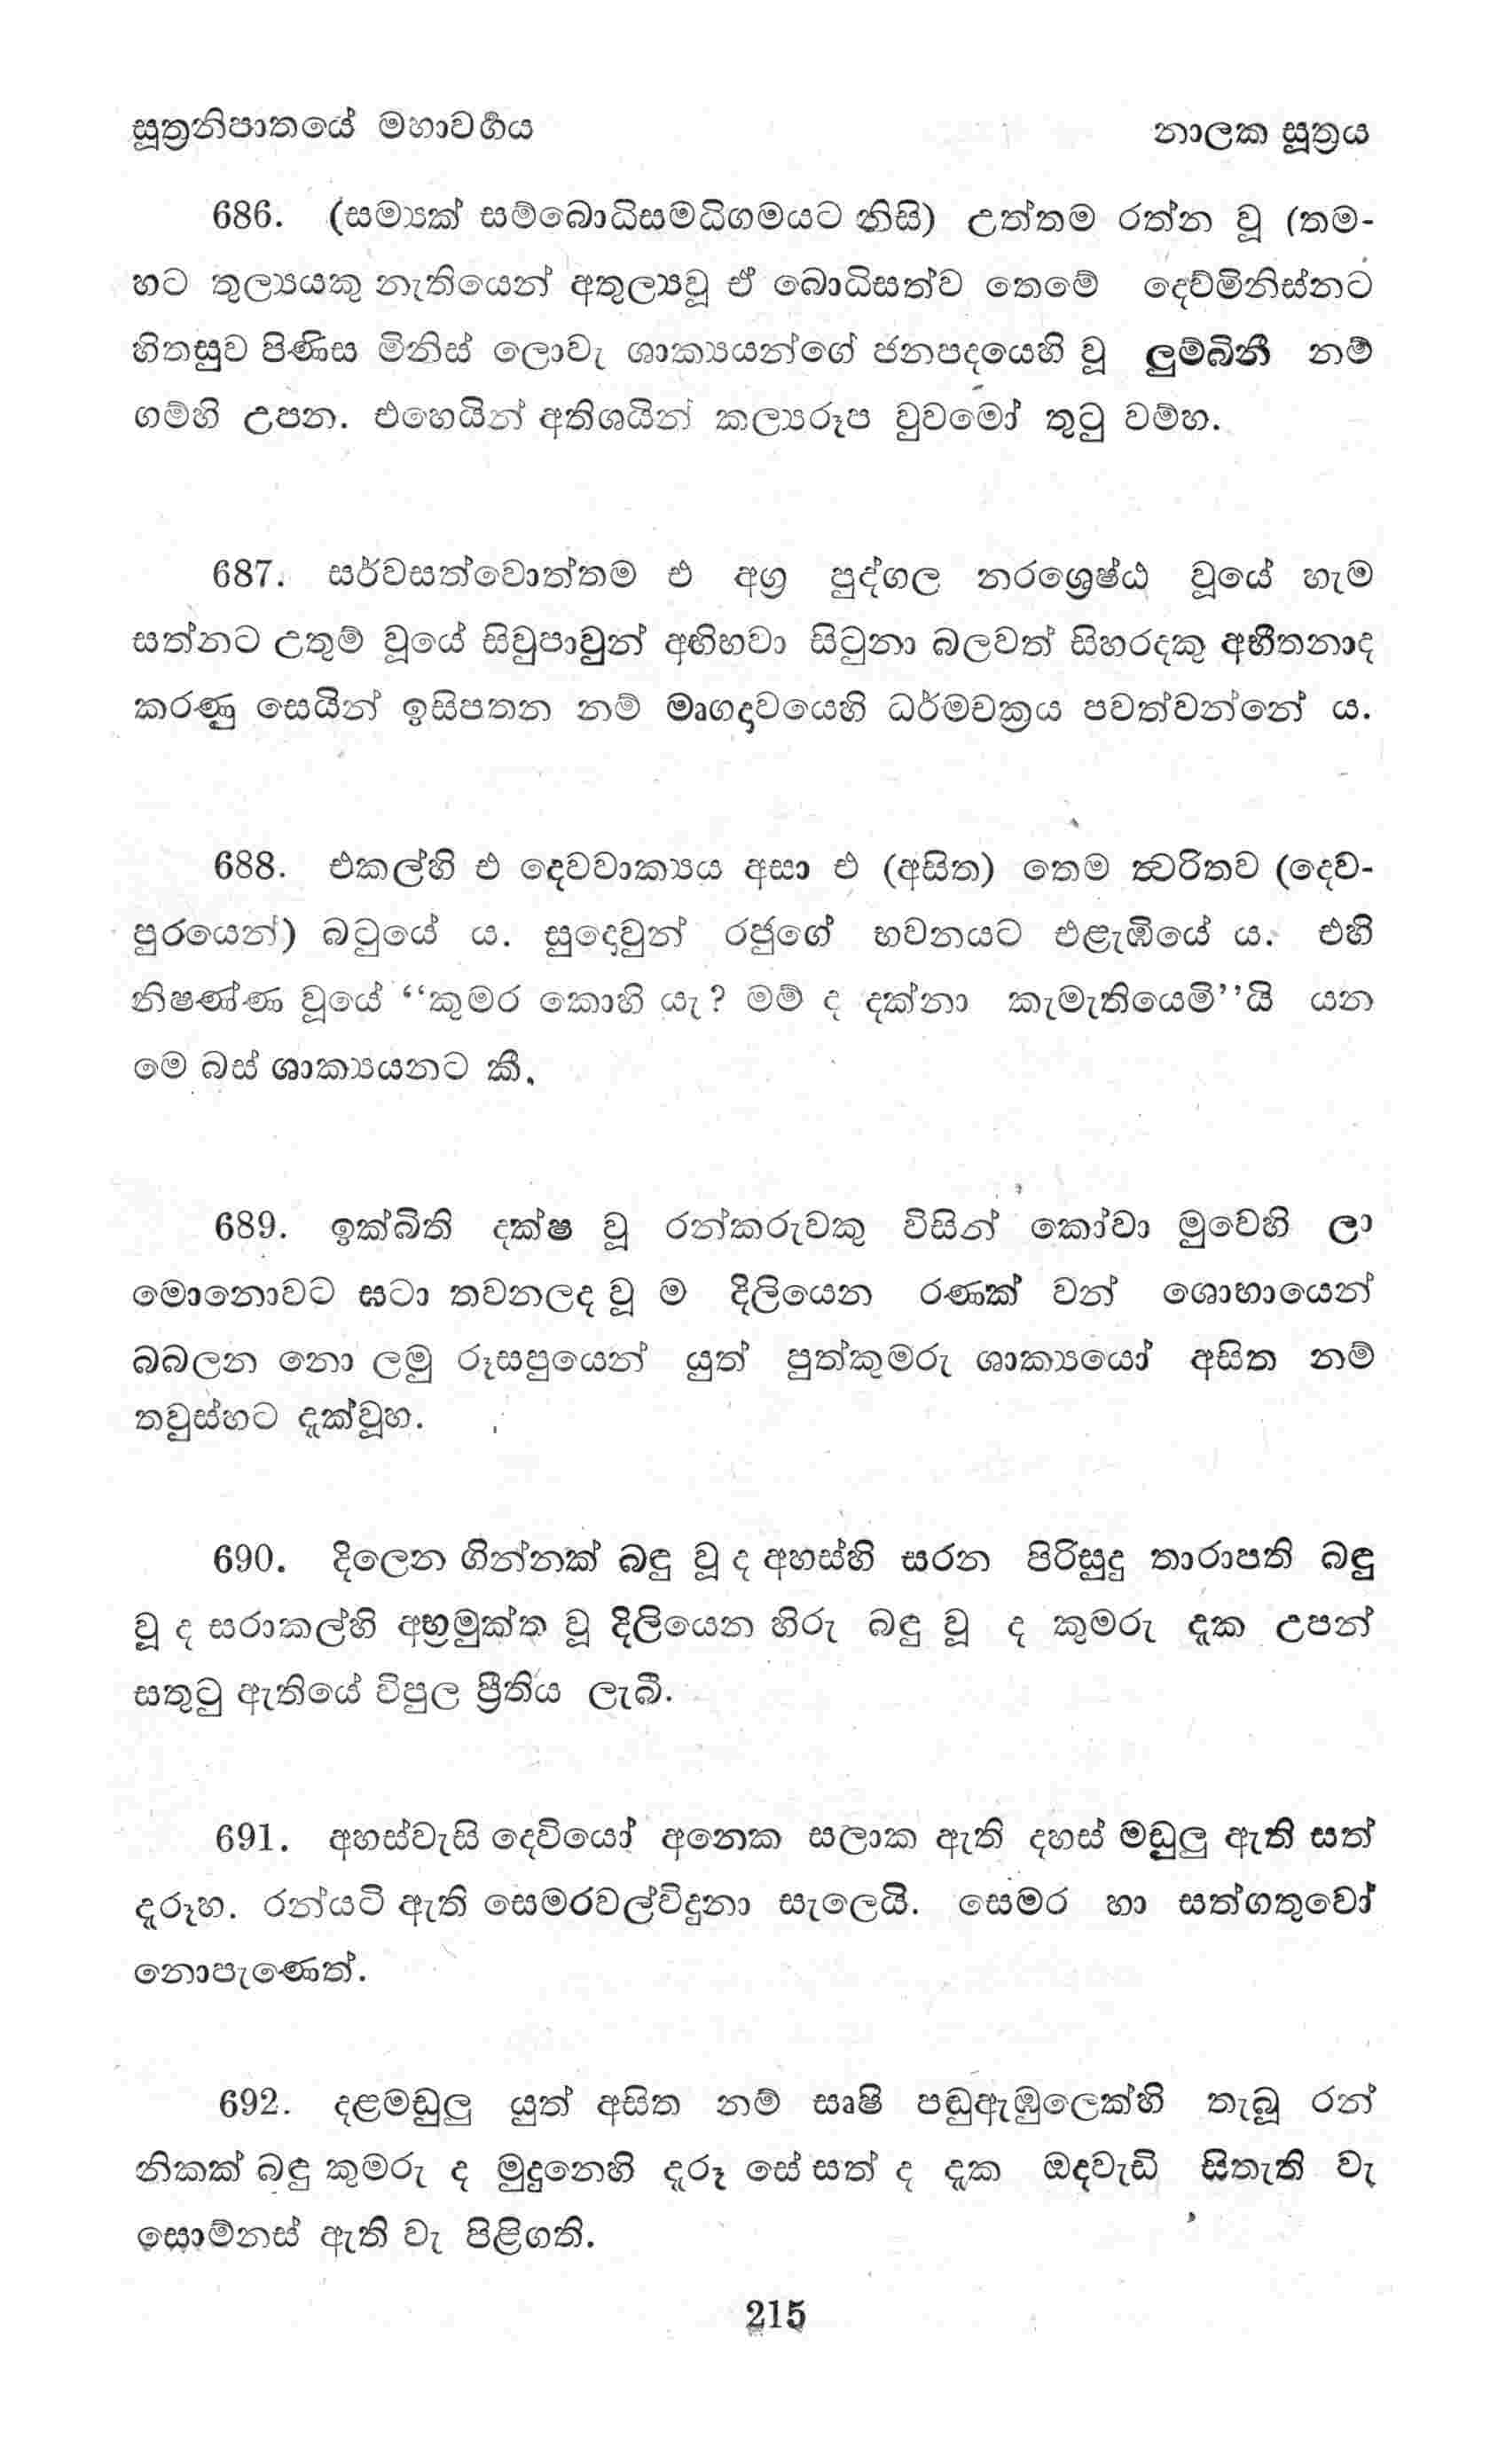 සූත්‍රනිපාතයේ මහාවර්‍ගය
නාලක සූත්‍රය
686. (සම්‍යක් සම්බොධිසමධිගමයට නිසි) උත්තම රත්න වූ (තම-
හට තුල්‍යයකු නැතියෙන් අතුල්‍යවූ ඒ බොධිසත්ව තෙමේ දෙව්මිනිස්නට
හිතසුව පිණිස මිනිස් ලොවැ ශාක්‍යයන්ගේ ජනපදයෙහි වූ ලුම්බිනී නම්
ගම්හි උපන. එහෙයින් අතිශයින් කල්‍යරූප වුවමෝ තුටු වම්හ.
687. සර්වසත්වොත්තම එ අග්‍ර පුද්ගල නරශ්‍රෙෂ්ඨ වූයේ හැම
සත්නට උතුම් වූයේ සිවුපාවුන් අභිභවා සිටුනා බලවත් සිහරදකු අභීතනාද
කරණු සෙයින් ඉසිපතන නම් මෘගදාවයෙහි ධර්මචක්‍රය පවත්වන්නේ ය.
688. එකල්හි එ දෙවවාක්‍යය අසා එ (අසිත) තෙම ත්‍වරිතව (දෙව-
පුරයෙන්) බටුයේ ය. සුදොවුන් රජුගේ භවනයට එළැඹියේ ය. එහි
නිෂණ්ණ වූයේ “කුමර කොහි යැ? මම් ද දක්නා කැමැතියෙමි”යි යන
මෙ බස් ශාක්‍යයනට කී.
689. ඉක්බිති දක්ෂ වූ රන්කරුවකු විසින් කෝවා මුවෙහි ලා
මොනොවට ඝටා තවනලද වූ ම දිලියෙන රණක් වන් ශොභායෙන්
බබලන නො ලමු රූසපුයෙන් යුත් පුත්කුමරු ශාක්‍යයෝ අසිත නම්
තවුස්හට දැක්වූහ.
690. දිලෙන ගින්නක් බඳු වූ ද අහස්හි සරන පිරිසුදු තාරාපති බඳු
වූ ද සරාකල්හි අභ්‍රමුක්ත වූ දිලියෙන හිරු බඳු වූ ද කුමරු දැක උපන්
සතුටු ඇතියේ විපුල ප්‍රීතිය ලැබී.
691. අහස්වැසි දෙවියෝ අනෙක සලාක ඇති දහස් මඩුලු ඇති සත්
දැරූහ. රන්යටි ඇති සෙමරවල්විදුනා සැලෙයි. සෙමර හා සත්ගතුවෝ
නොපැණෙත්.
692. දළමඩුලු යුත් අසිත නම් සෘෂි පඬුඇඹුලෙක්හි තැබූ රන්
නිකක් බඳු කුමරු ද මුදුනෙහි දැරූ සේසත් ද දැක ඔදවැඩි සිතැති වැ
සොම්නස් ඇති වැ පිළිගති.
215